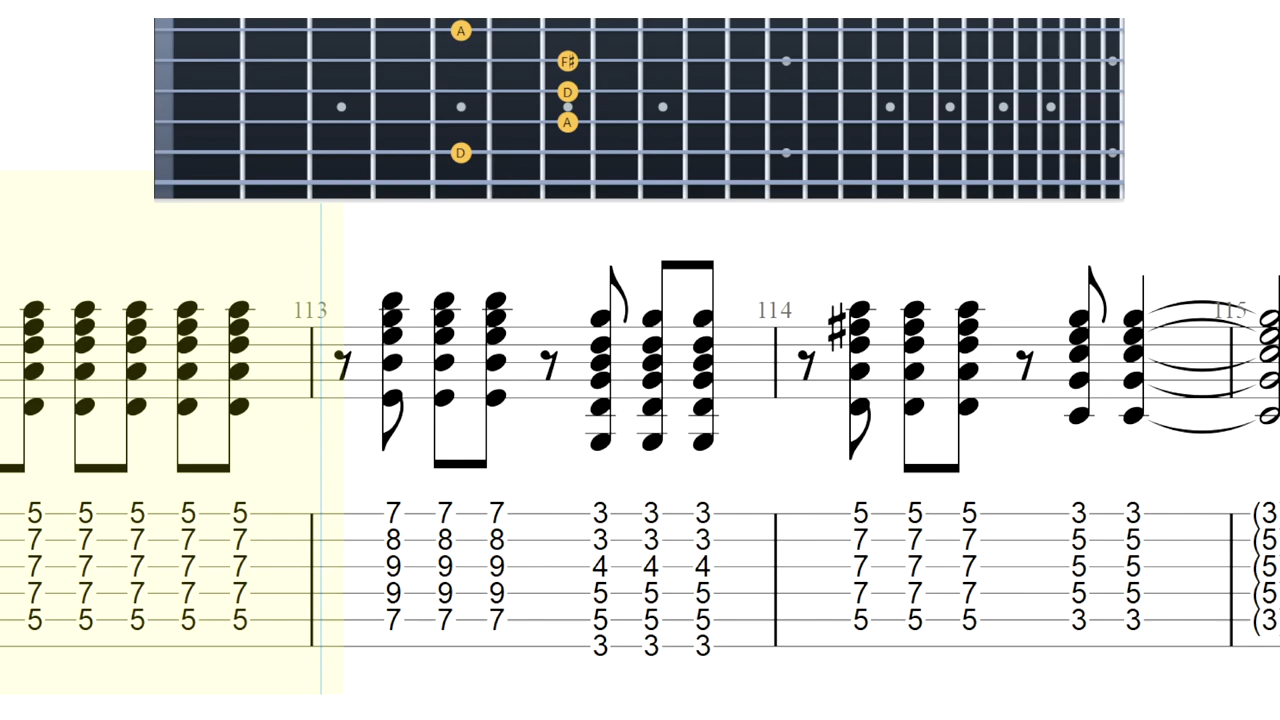 A
F♯
D
A
D
113 114 115
5 5 5 5 5 7 7 7 3 3 3 5 5 5 3 3 (3
7 7 7 7 7 8 8 8 3 3 3 7 7 7 5 5 (5
7 7 7 7 7 9 9 9 4 4 4 7 7 7 5 5 (5
7 7 7 7 7 9 9 9 5 5 5 7 7 7 5 5 (5
5 5 5 5 5 7 7 7 5 5 5 5 5 5 3 3 (3
3 3 3